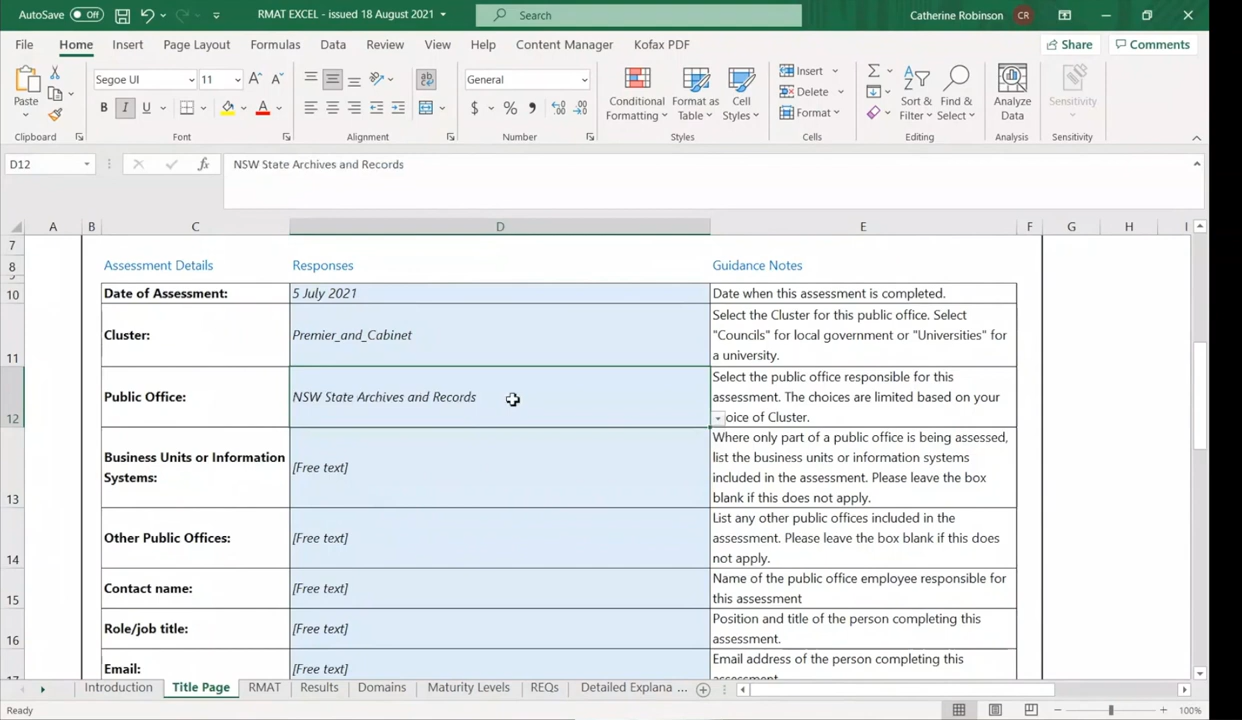 AutoSave Off RMAT EXCEL - issued 18 August 2021 Search Catherine Robinson CR
File Home Insert Page Layout Formulas Data Review View Help Content Manager Kofax PDF Share Comments
Paste
Segoe UI 11
B I U
General
$ % 9
Conditional Formatting
Format as Table
Cell Styles
Insert
Delete
Format
Sort & Filter
Find & Select
Analyze Data
Sensitivity
Clipboard Font Alignment Number Styles Cells Editing Analysis Sensitivity
D12 fx NSW State Archives and Records
A B C D E F G H I
7
8 Assessment Details Responses Guidance Notes
10 Date of Assessment: 5 July 2021 Date when this assessment is completed.
11 Cluster: Premier_and_Cabinet Select the Cluster for this public office. Select
"Councils" for local government or "Universities" for
a university.
12 Public Office: NSW State Archives and Records Select the public office responsible for this
assessment. The choices are limited based on your
oice of Cluster.
13 Business Units or Information
Systems:
[Free text]
Where only part of a public office is being assessed,
list the business units or information systems
included in the assessment. Please leave the box
blank if this does not apply.
14 Other Public Offices: [Free text] List any other public offices included in the
assessment. Please leave the box blank if this does
not apply.
15 Contact name: [Free text] Name of the public office employee responsible for
this assessment
16 Role/job title: [Free text] Position and title of the person completing this
assessment.
Email: [Free text] Email address of the person completing this
Introduction Title Page RMAT Results Domains Maturity Levels REQs Detailed Explana ...
Ready 100%